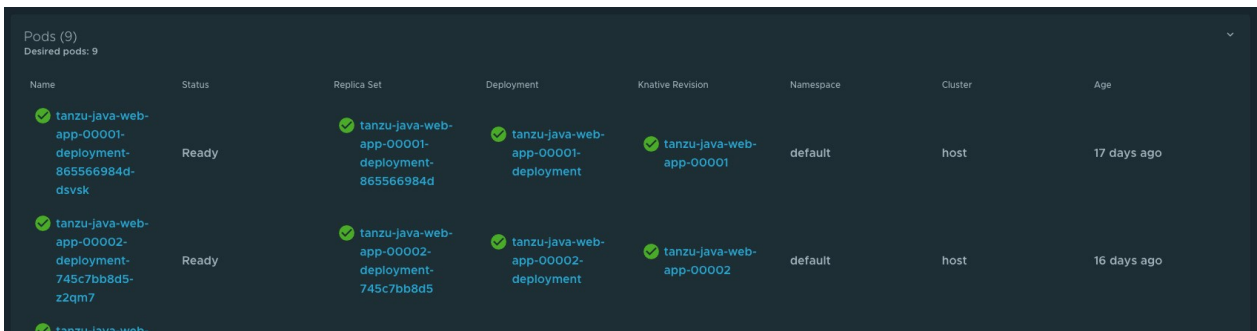 Pods (9)
Desired pods: 9
Name Status Replica Set Deployment Knative Revision Namespace Cluster Age
tanzu-java-web-
app-00001-
deployment-
865566984d-
dsvsk
Ready
tanzu-java-web-
app-00001-
deployment-
865566984d
tanzu-java-web-
app-00001-
deployment
tanzu-java-web-
app-00001
default
host
17 days ago
tanzu-java-web-
app-00002-
deployment-
745c7bb8d5-
z2qm7
Ready
tanzu-java-web-
app-00002-
deployment-
745c7bb8d5
tanzu-java-web-
app-00002-
deployment
tanzu-java-web-
app-00002
default
host
16 days ago
tanzu-java-web-